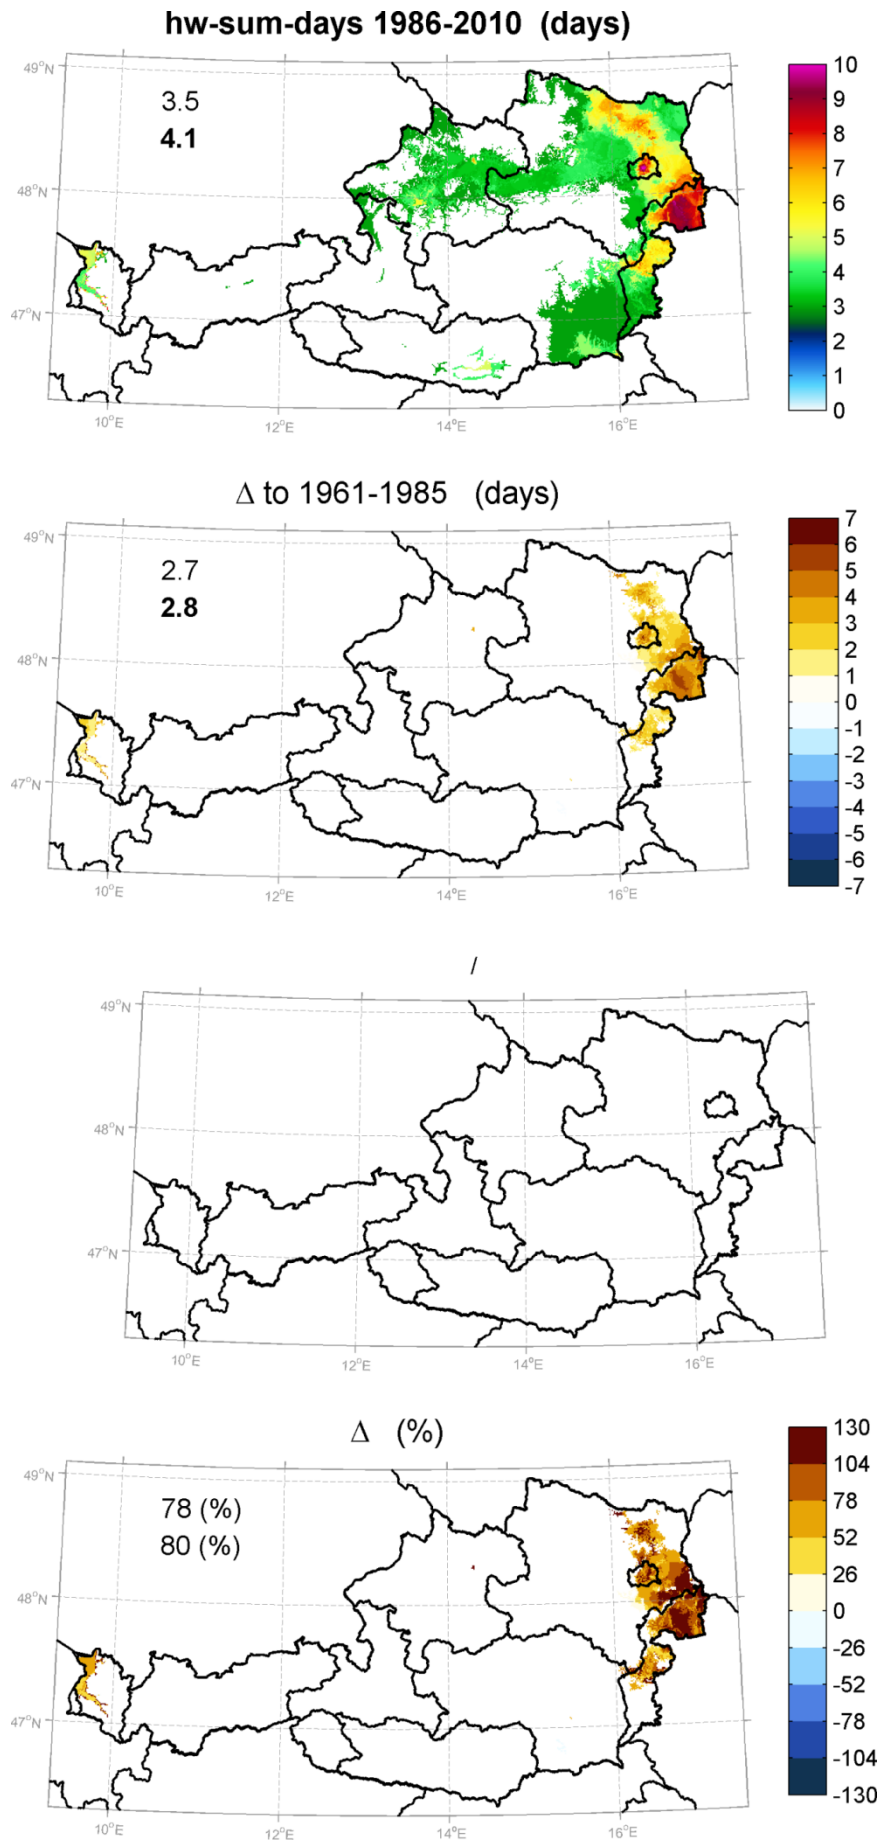 hw-sum-days 1986-2010 (days)
49°N
48°N
47°N
10°E
12°E
14°E
16°E
3.5
4.1
10
9
8
7
6
5
4
3
2
1
0
Δ to 1961-1985 (days)
49°N
48°N
47°N
10°E
12°E
14°E
16°E
2.7
2.8
7
6
5
4
3
2
1
0
-1
-2
-3
-4
-5
-6
-7
/
49°N
48°N
47°N
10°E
12°E
14°E
16°E
Δ (%)
49°N
48°N
47°N
10°E
12°E
14°E
16°E
78 (%)
80 (%)
130
104
78
52
26
0
-26
-52
-78
-104
-130